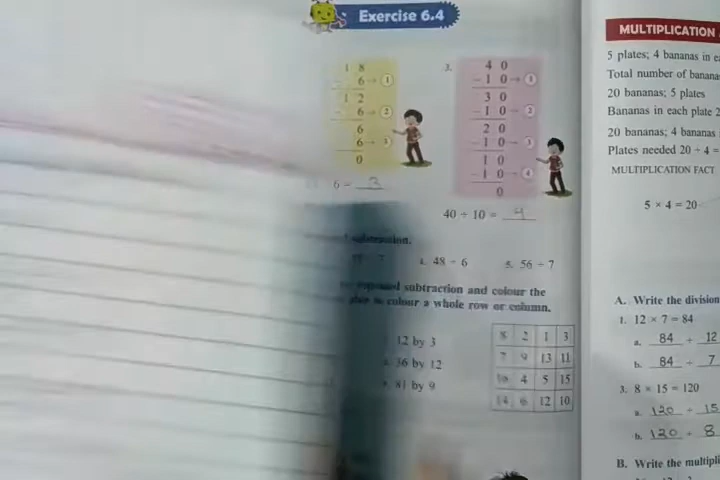 Exercise 6.4
1 8
6 → 1
1 2
6 → 2
6
6 → 3
0
6 = 3
3.
4 0
- 1 0 → 1
3 0
- 1 0 → 2
2 0
- 1 0 → 3
1 0
- 1 0 → 4
0
40 ÷ 10 = 4
subtraction.
4. 48 ÷ 6
5. 56 ÷ 7
subtraction and colour the
to colour a whole row or column.
12 by 3
36 by 12
81 by 9
8 2 1 3
7 9 13 11
16 4 5 15
14 6 12 10
MULTIPLICATION
5 plates; 4 bananas in
Total number of banana
20 bananas; 5 plates
Bananas in each plate 2
20 bananas; 4 bananas
Plates needed 20 ÷ 4 =
MULTIPLICATION FACT
5 × 4 = 20
A. Write the division
1. 12 × 7 = 84
a. 84 ÷ 12
b. 84 ÷ 7
3. 8 × 15 = 120
a. 120 ÷ 15
b. 120 ÷ 8
B. Write the multipli